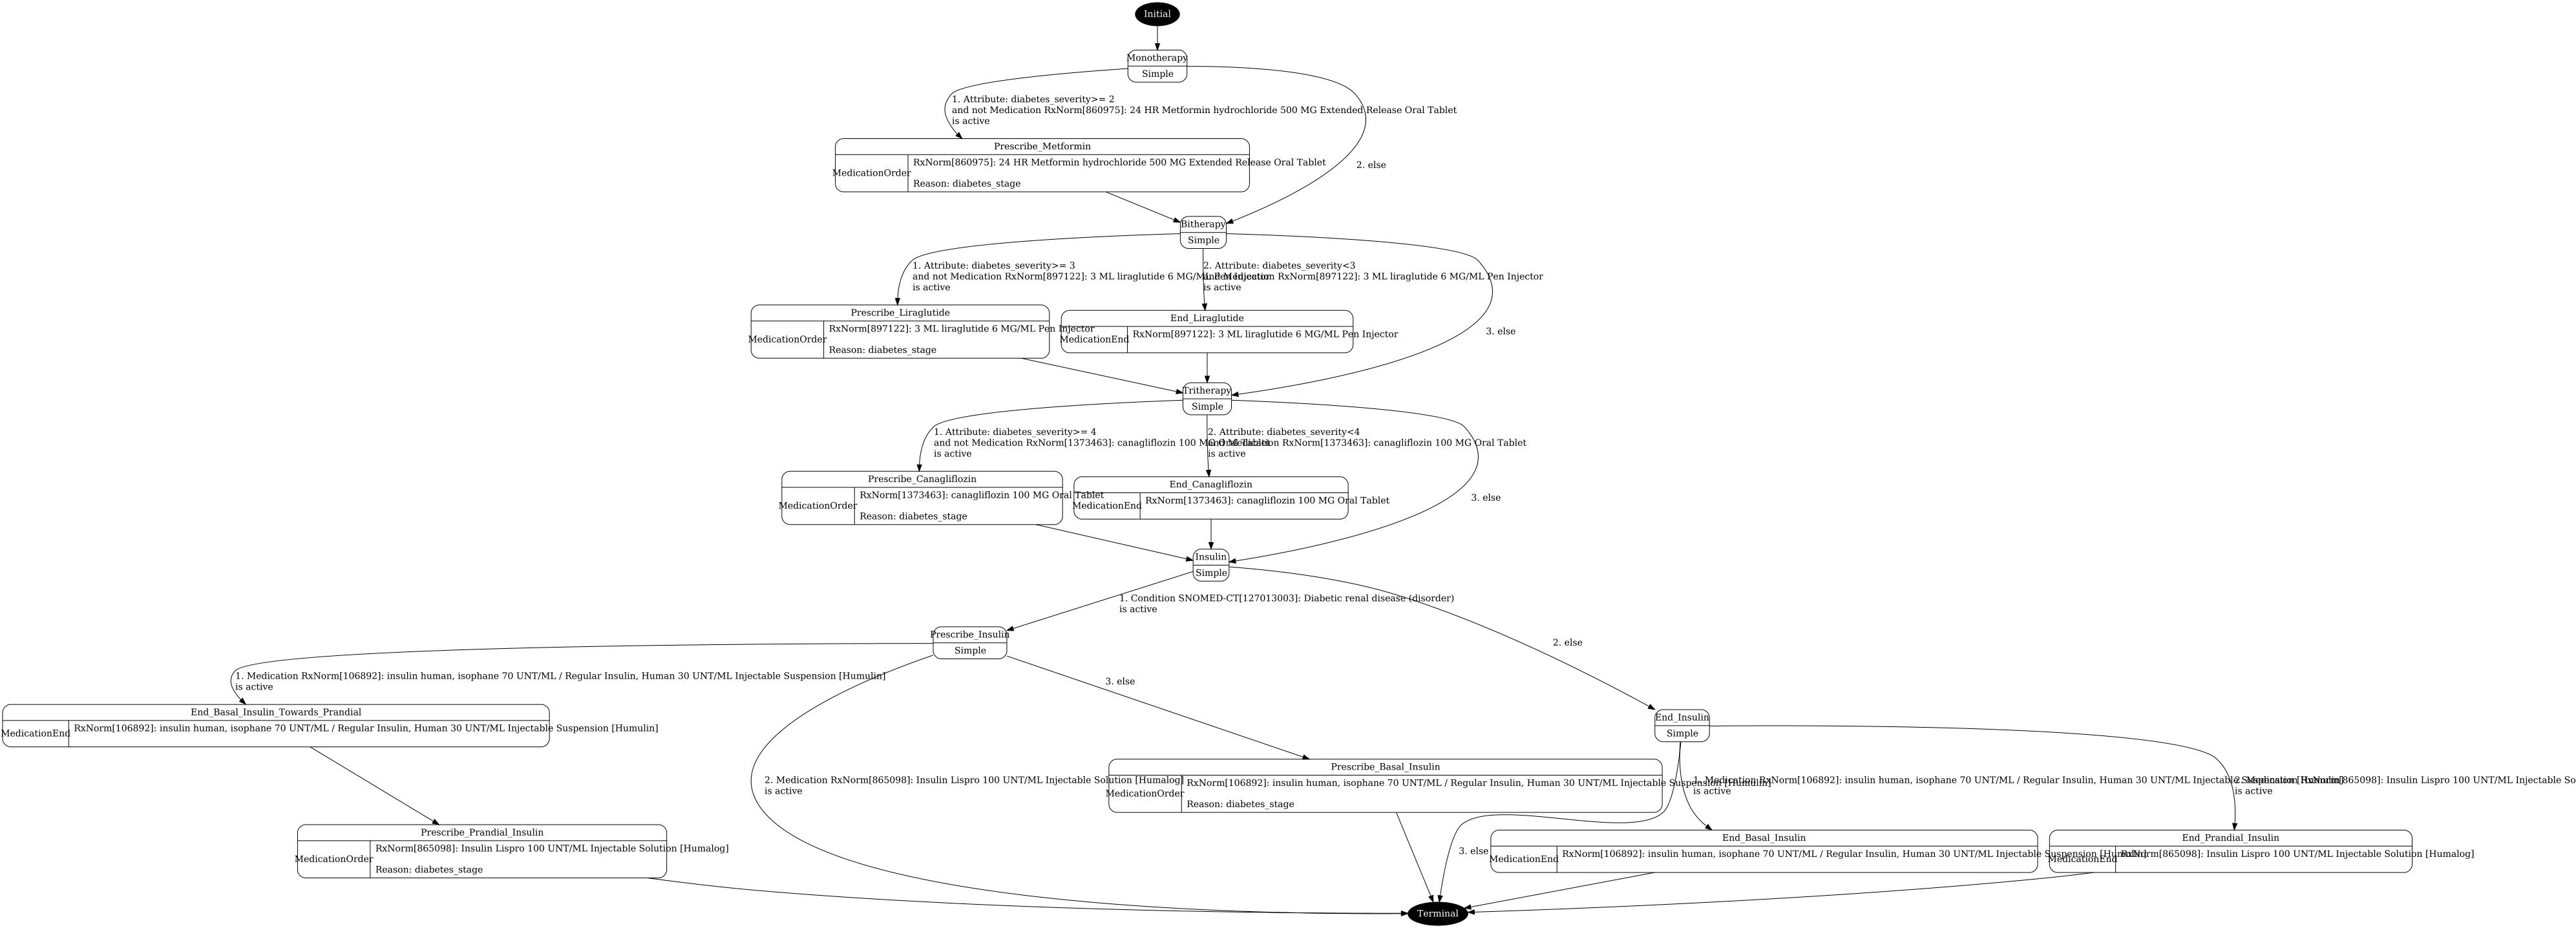 Initial
Monotherapy
Simple
1. Attribute: diabetes_severity>= 2
and not Medication RxNorm[860975]: 24 HR Metformin hydrochloride 500 MG Extended Release Oral Tablet
is active
2. else
Prescribe_Metformin
MedicationOrder
RxNorm[860975]: 24 HR Metformin hydrochloride 500 MG Extended Release Oral Tablet
Reason: diabetes_stage
Bitherapy
Simple
1. Attribute: diabetes_severity>= 3
and not Medication RxNorm[897122]: 3 ML liraglutide 6 MG/ML Pen Injector
is active
2. Attribute: diabetes_severity<3
and Medication RxNorm[897122]: 3 ML liraglutide 6 MG/ML Pen Injector
is active
3. else
Prescribe_Liraglutide
MedicationOrder
RxNorm[897122]: 3 ML liraglutide 6 MG/ML Pen Injector
Reason: diabetes_stage
End_Liraglutide
MedicationEnd
RxNorm[897122]: 3 ML liraglutide 6 MG/ML Pen Injector
Tritherapy
Simple
1. Attribute: diabetes_severity>= 4
and not Medication RxNorm[1373463]: canagliflozin 100 MG Oral Tablet
is active
2. Attribute: diabetes_severity<4
and Medication RxNorm[1373463]: canagliflozin 100 MG Oral Tablet
is active
3. else
Prescribe_Canagliflozin
MedicationOrder
RxNorm[1373463]: canagliflozin 100 MG Oral Tablet
Reason: diabetes_stage
End_Canagliflozin
MedicationEnd
RxNorm[1373463]: canagliflozin 100 MG Oral Tablet
Insulin
Simple
1. Condition SNOMED-CT[127013003]: Diabetic renal disease (disorder)
is active
2. else
Prescribe_Insulin
Simple
1. Medication RxNorm[106892]: insulin human, isophane 70 UNT/ML / Regular Insulin, Human 30 UNT/ML Injectable Suspension [Humulin]
is active
3. else
End_Basal_Insulin_Towards_Prandial
MedicationEnd
RxNorm[106892]: insulin human, isophane 70 UNT/ML / Regular Insulin, Human 30 UNT/ML Injectable Suspension [Humulin]
End_Insulin
Simple
2. Medication RxNorm[865098]: Insulin Lispro 100 UNT/ML Injectable Solution [Humalog]
is active
Prescribe_Basal_Insulin
MedicationOrder
RxNorm[106892]: insulin human, isophane 70 UNT/ML / Regular Insulin, Human 30 UNT/ML Injectable Suspension [Humulin]
Reason: diabetes_stage
1. Medication RxNorm[106892]: insulin human, isophane 70 UNT/ML / Regular Insulin, Human 30 UNT/ML Injectable Suspension [Humulin]
is active
2. Medication RxNorm[865098]: Insulin Lispro 100 UNT/ML Injectable So
is active
Prescribe_Prandial_Insulin
MedicationOrder
RxNorm[865098]: Insulin Lispro 100 UNT/ML Injectable Solution [Humalog]
Reason: diabetes_stage
3. else
End_Basal_Insulin
MedicationEnd
RxNorm[106892]: insulin human, isophane 70 UNT/ML / Regular Insulin, Human 30 UNT/ML Injectable Suspension [Humulin]
End_Prandial_Insulin
MedicationEnd
RxNorm[865098]: Insulin Lispro 100 UNT/ML Injectable Solution [Humalog]
Terminal